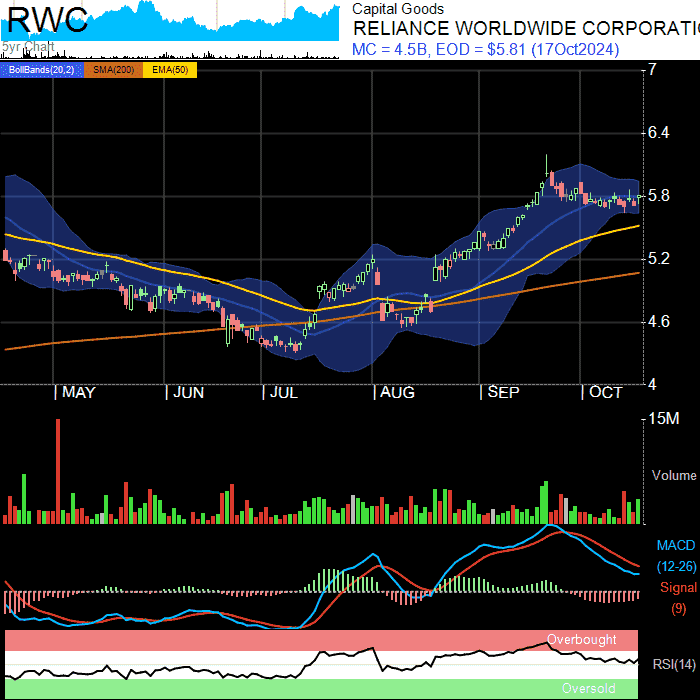 RWC
5yr Chart
Capital Goods
RELIANCE WORLDWIDE CORPORATI
MC = 4.5B, EOD = $5.81 (17Oct2024)
BollBands(20,2) SMA(200) EMA(50)
7
6.4
5.8
5.2
4.6
4
MAY JUN JUL AUG SEP OCT
15M
Volume
MACD
(12-26)
Signal
(9)
Overbought
RSI(14)
Oversold